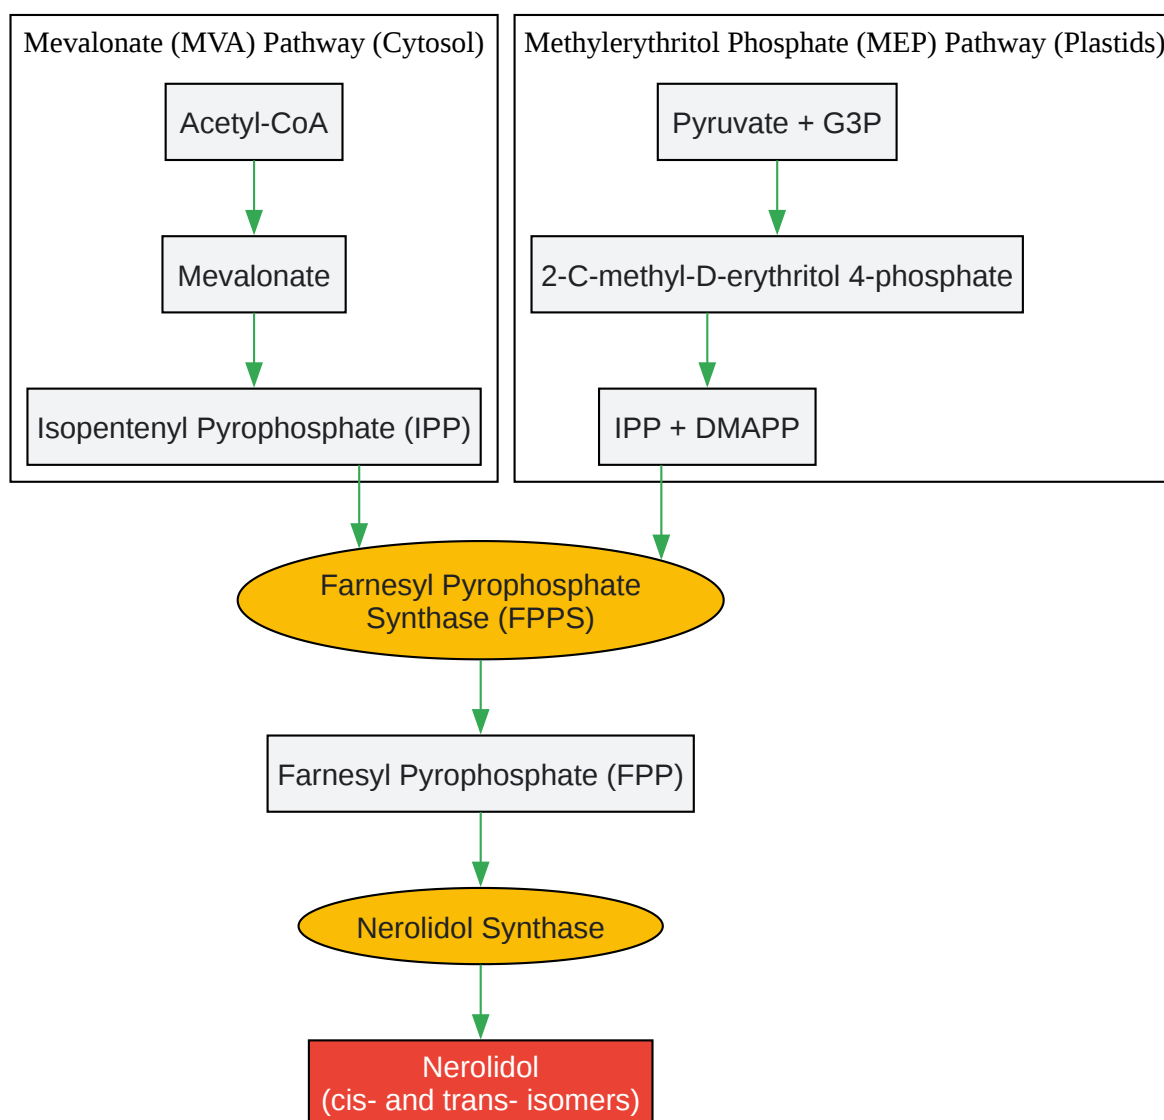 Mevalonate (MVA) Pathway (Cytosol)
Acetyl-CoA
Mevalonate
Isopentenyl Pyrophosphate (IPP)
Methylerythritol Phosphate (MEP) Pathway (Plastids)
Pyruvate + G3P
2-C-methyl-D-erythritol 4-phosphate
IPP + DMAPP
Farnesyl Pyrophosphate
Synthase (FPPS)
Farnesyl Pyrophosphate (FPP)
Nerolidol Synthase
Nerolidol
(cis- and trans- isomers)